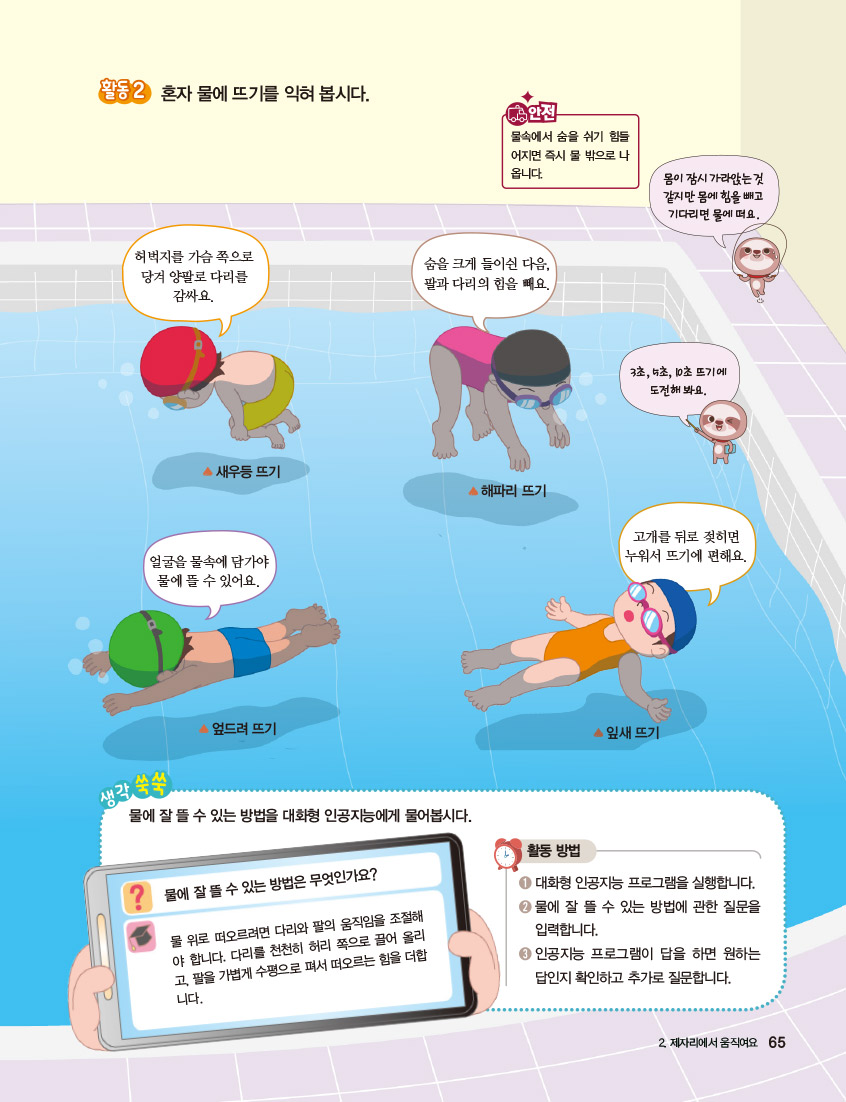 활동 2 혼자 물에 뜨기를 익혀 봅시다.
안전
물속에서 숨을 쉬기 힘들
어지면 즉시 물 밖으로 나
옵니다.
몸이 잠시 가라앉는 것
같지만 몸에 힘을 빼고
기다리면 물에 떠요.
허벅지를 가슴 쪽으로
당겨 양팔로 다리를
감싸요.
숨을 크게 들이쉰 다음,
팔과 다리의 힘을 빼요.
3초, 5초, 10초 뜨기에
도전해 봐요.
▲ 새우등 뜨기
▲ 해파리 뜨기
얼굴을 물속에 담가야
물에 뜰 수 있어요.
고개를 뒤로 젖히면
누워서 뜨기에 편해요.
▲ 엎드려 뜨기
▲ 잎새 뜨기
생각 쑥쑥
물에 잘 뜰 수 있는 방법을 대화형 인공지능에게 물어봅시다.
? 물에 잘 뜰 수 있는 방법은 무엇인가요?
물 위로 떠오르려면 다리와 팔의 움직임을 조절해
야 합니다. 다리를 천천히 허리 쪽으로 끌어 올리
고, 팔을 가볍게 수평으로 펴서 떠오르는 힘을 더합
니다.
활동 방법
❶ 대화형 인공지능 프로그램을 실행합니다.
❷ 물에 잘 뜰 수 있는 방법에 관한 질문을
입력합니다.
❸ 인공지능 프로그램이 답을 하면 원하는
답인지 확인하고 추가로 질문합니다.
2. 제자리에서 움직여요 65